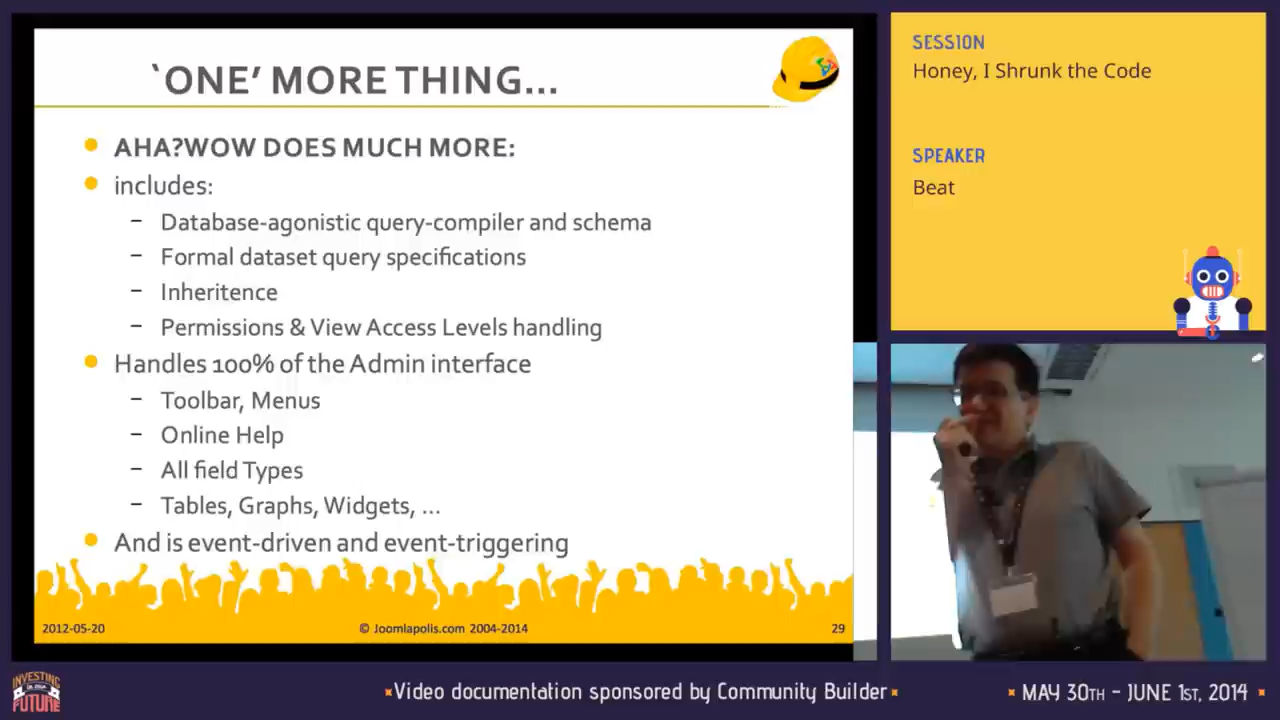 `ONE' MORE THING...
AHA?WOW DOES MUCH MORE:
includes:
– Database-agonistic query-compiler and schema
– Formal dataset query specifications
– Inheritence
– Permissions & View Access Levels handling
Handles 100% of the Admin interface
– Toolbar, Menus
– Online Help
– All field Types
– Tables, Graphs, Widgets, ...
And is event-driven and event-triggering
2012-05-20
© Joomlapolis.com 2004-2014
29
SESSION
Honey, I Shrunk the Code
SPEAKER
Beat
INVESTING
IN OUR
FUTURE
Video documentation sponsored by Community Builder
MAY 30TH - JUNE 1ST, 2014